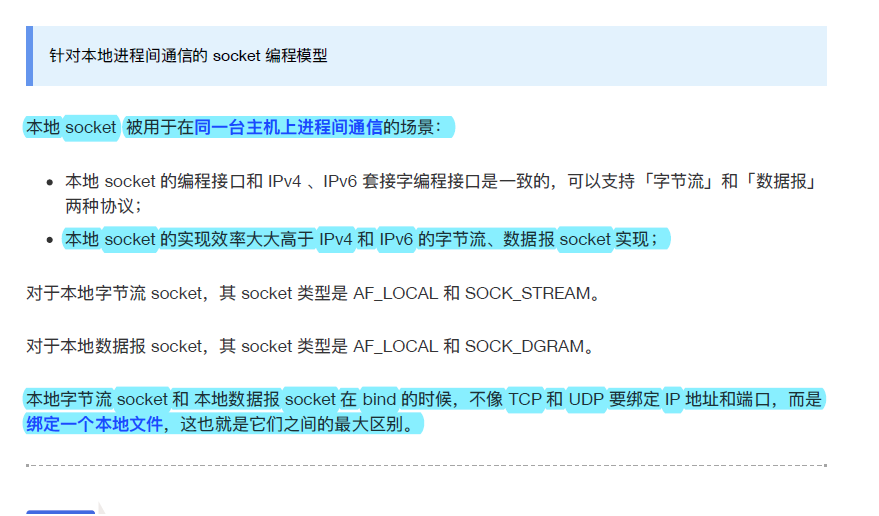 针对本地进程间通信的 socket 编程模型
本地 socket 被用于在同一台主机上进程间通信的场景：
• 本地 socket 的编程接口和 IPv4 、IPv6 套接字编程接口是一致的，可以支持「字节流」和「数据报」
两种协议；
• 本地 socket 的实现效率大大高于 IPv4 和 IPv6 的字节流、数据报 socket 实现；
对于本地字节流 socket，其 socket 类型是 AF_LOCAL 和 SOCK_STREAM。
对于本地数据报 socket，其 socket 类型是 AF_LOCAL 和 SOCK_DGRAM。
本地字节流 socket 和 本地数据报 socket 在 bind 的时候，不像 TCP 和 UDP 要绑定 IP 地址和端口，而是
绑定一个本地文件，这也就是它们之间的最大区别。